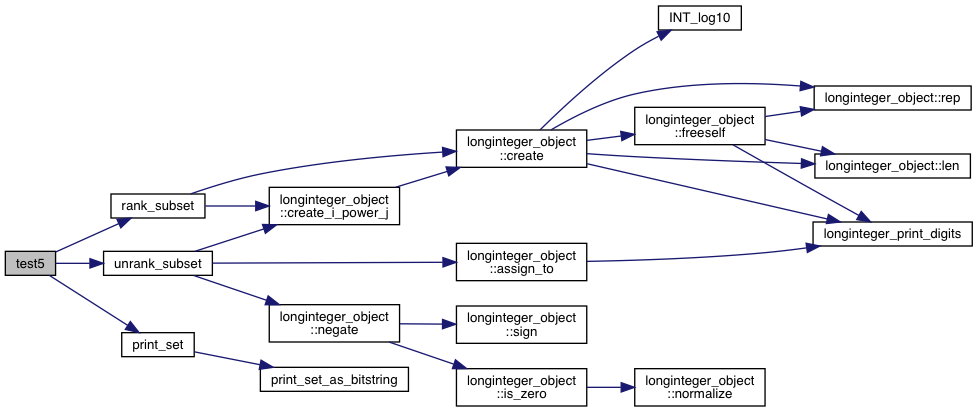 test5
rank_subset
unrank_subset
print_set
longinteger_object
::create_i_power_j
longinteger_object
::negate
print_set_as_bitstring
longinteger_object
::create
longinteger_object
::assign_to
longinteger_object
::sign
longinteger_object
::is_zero
INT_log10
longinteger_object
::freeself
longinteger_object
::normalize
longinteger_object::rep
longinteger_object::len
longinteger_print_digits